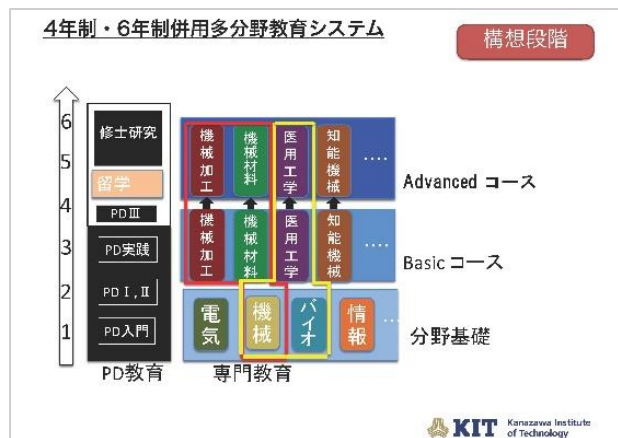 4年制・6年制併用多分野教育システム
構想段階
6
5
4
3
2
1
修士研究
留学
PDⅢ
PD実践
PDⅠ,Ⅱ
PD入門
PD教育
機械加工
機械材料
医用工学
知能機械
....
Advanced コース
機械加工
機械材料
医用工学
知能機械
....
Basic コース
電気
機械
バイオ
情報
...
分野基礎
専門教育
KIT Kanazawa Institute
of Technology